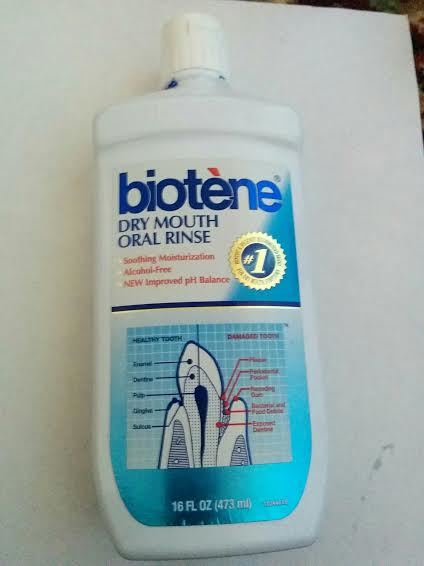 biotène®
DRY MOUTH
ORAL RINSE
Soothing Moisturization
Alcohol-Free
NEW Improved pH Balance
#1
HEALTHY TOOTH
DAMAGED TOOTH
Enamel
Dentine
Pulp
Gingiva
Sulcus
Plaque
Periodontal
Pocket
Receding
Gum
Bacterial and
Food Debris
Exposed
Dentine
16 FL OZ (473 ml)